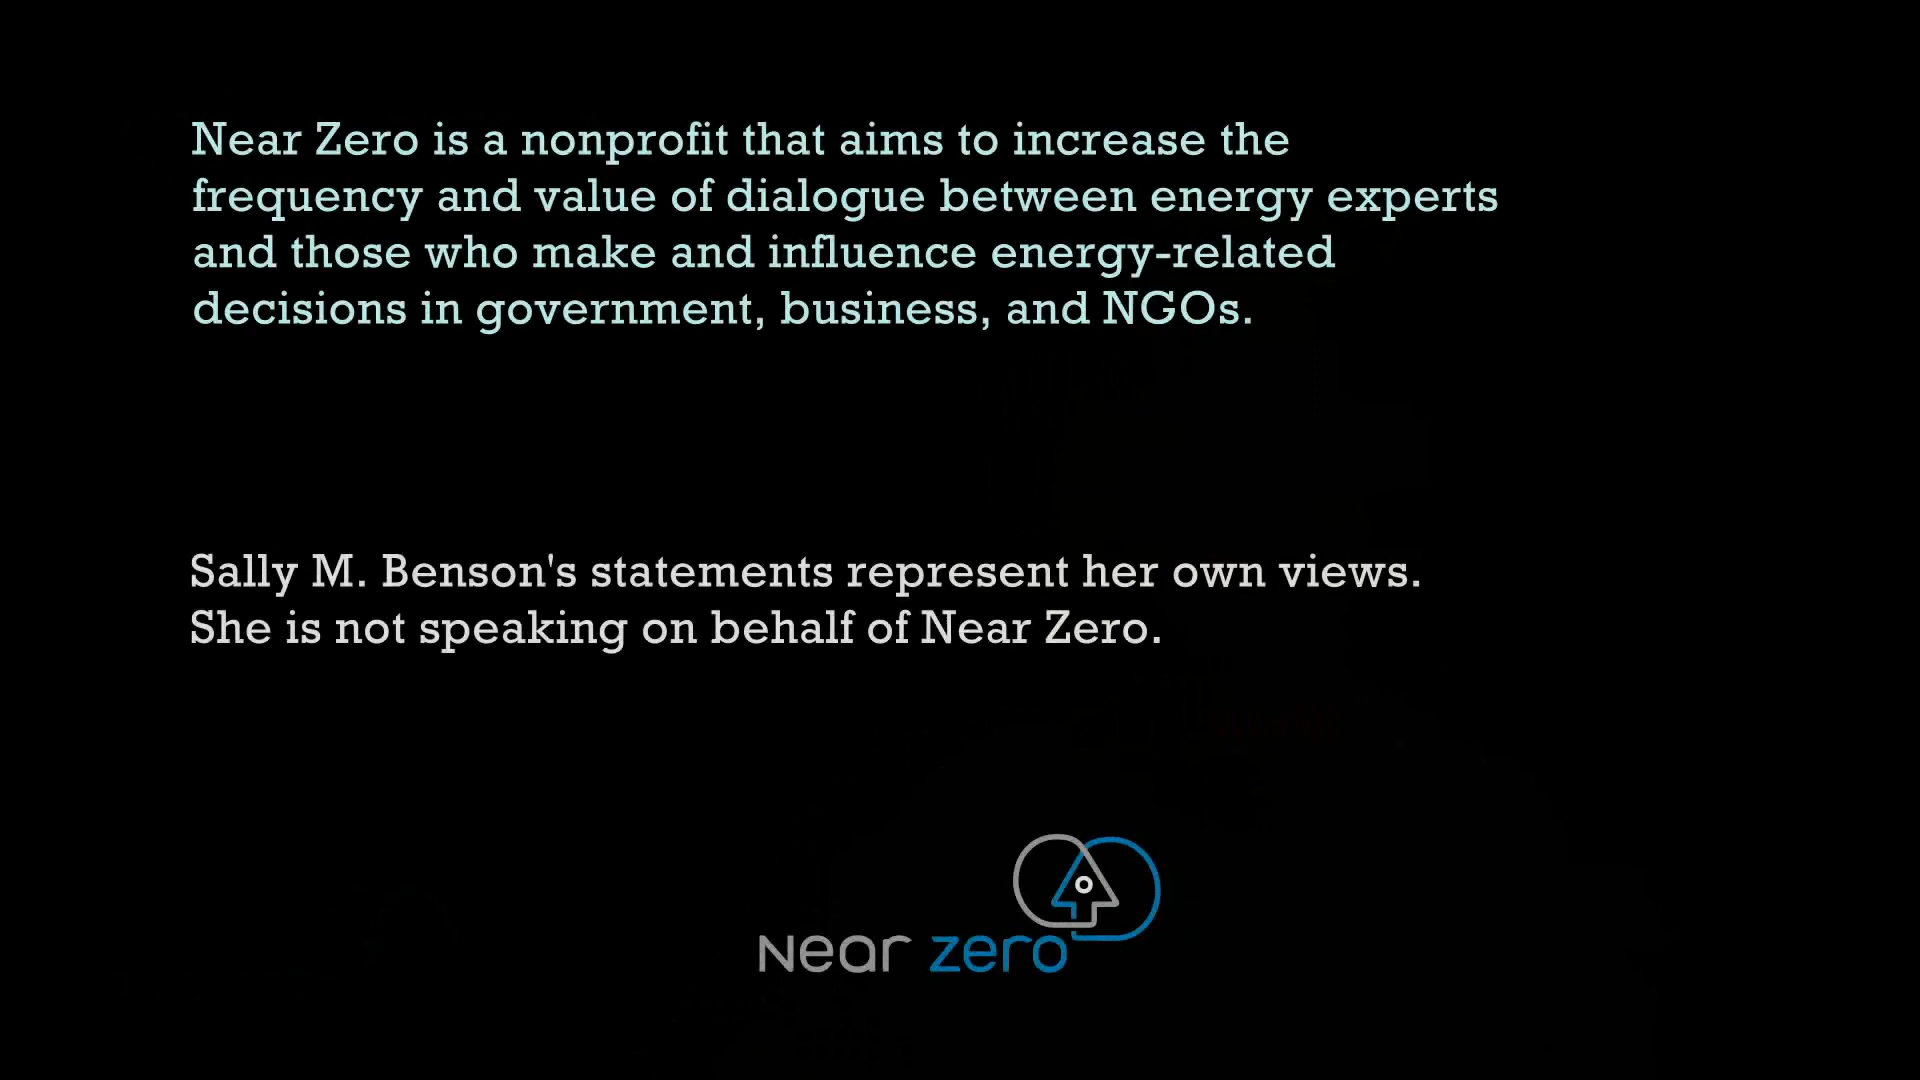 Near Zero is a nonprofit that aims to increase the
frequency and value of dialogue between energy experts
and those who make and influence energy-related
decisions in government, business, and NGOs.
Sally M. Benson's statements represent her own views.
She is not speaking on behalf of Near Zero.
Near zero